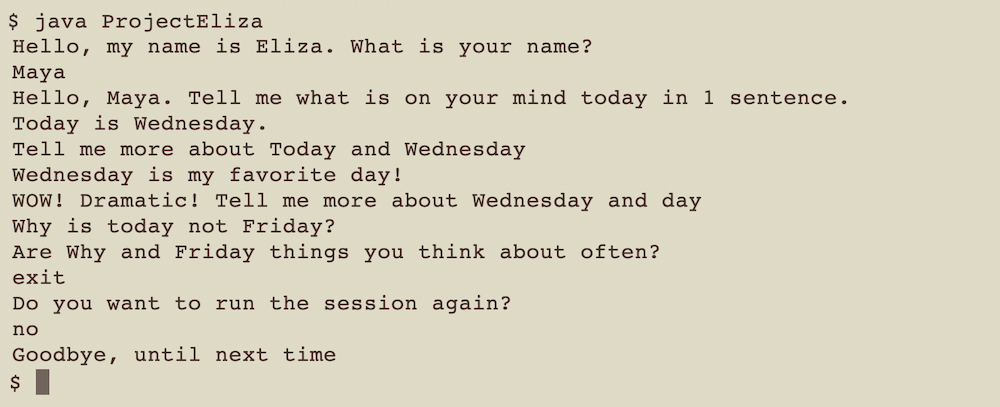 $ java ProjectEliza
Hello, my name is Eliza. What is your name?
Maya
Hello, Maya. Tell me what is on your mind today in 1 sentence.
Today is Wednesday.
Tell me more about Today and Wednesday
Wednesday is my favorite day!
WOW! Dramatic! Tell me more about Wednesday and day
Why is today not Friday?
Are Why and Friday things you think about often?
exit
Do you want to run the session again?
no
Goodbye, until next time
$